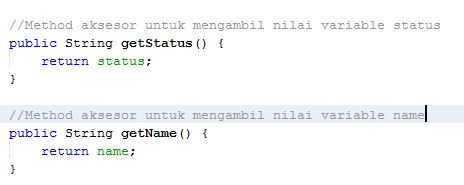 //Method aksesor untuk mengambil nilai variable status
public String getStatus() {
    return status;
}
//Method aksesor untuk mengambil nilai variable name
public String getName() {
    return name;
}